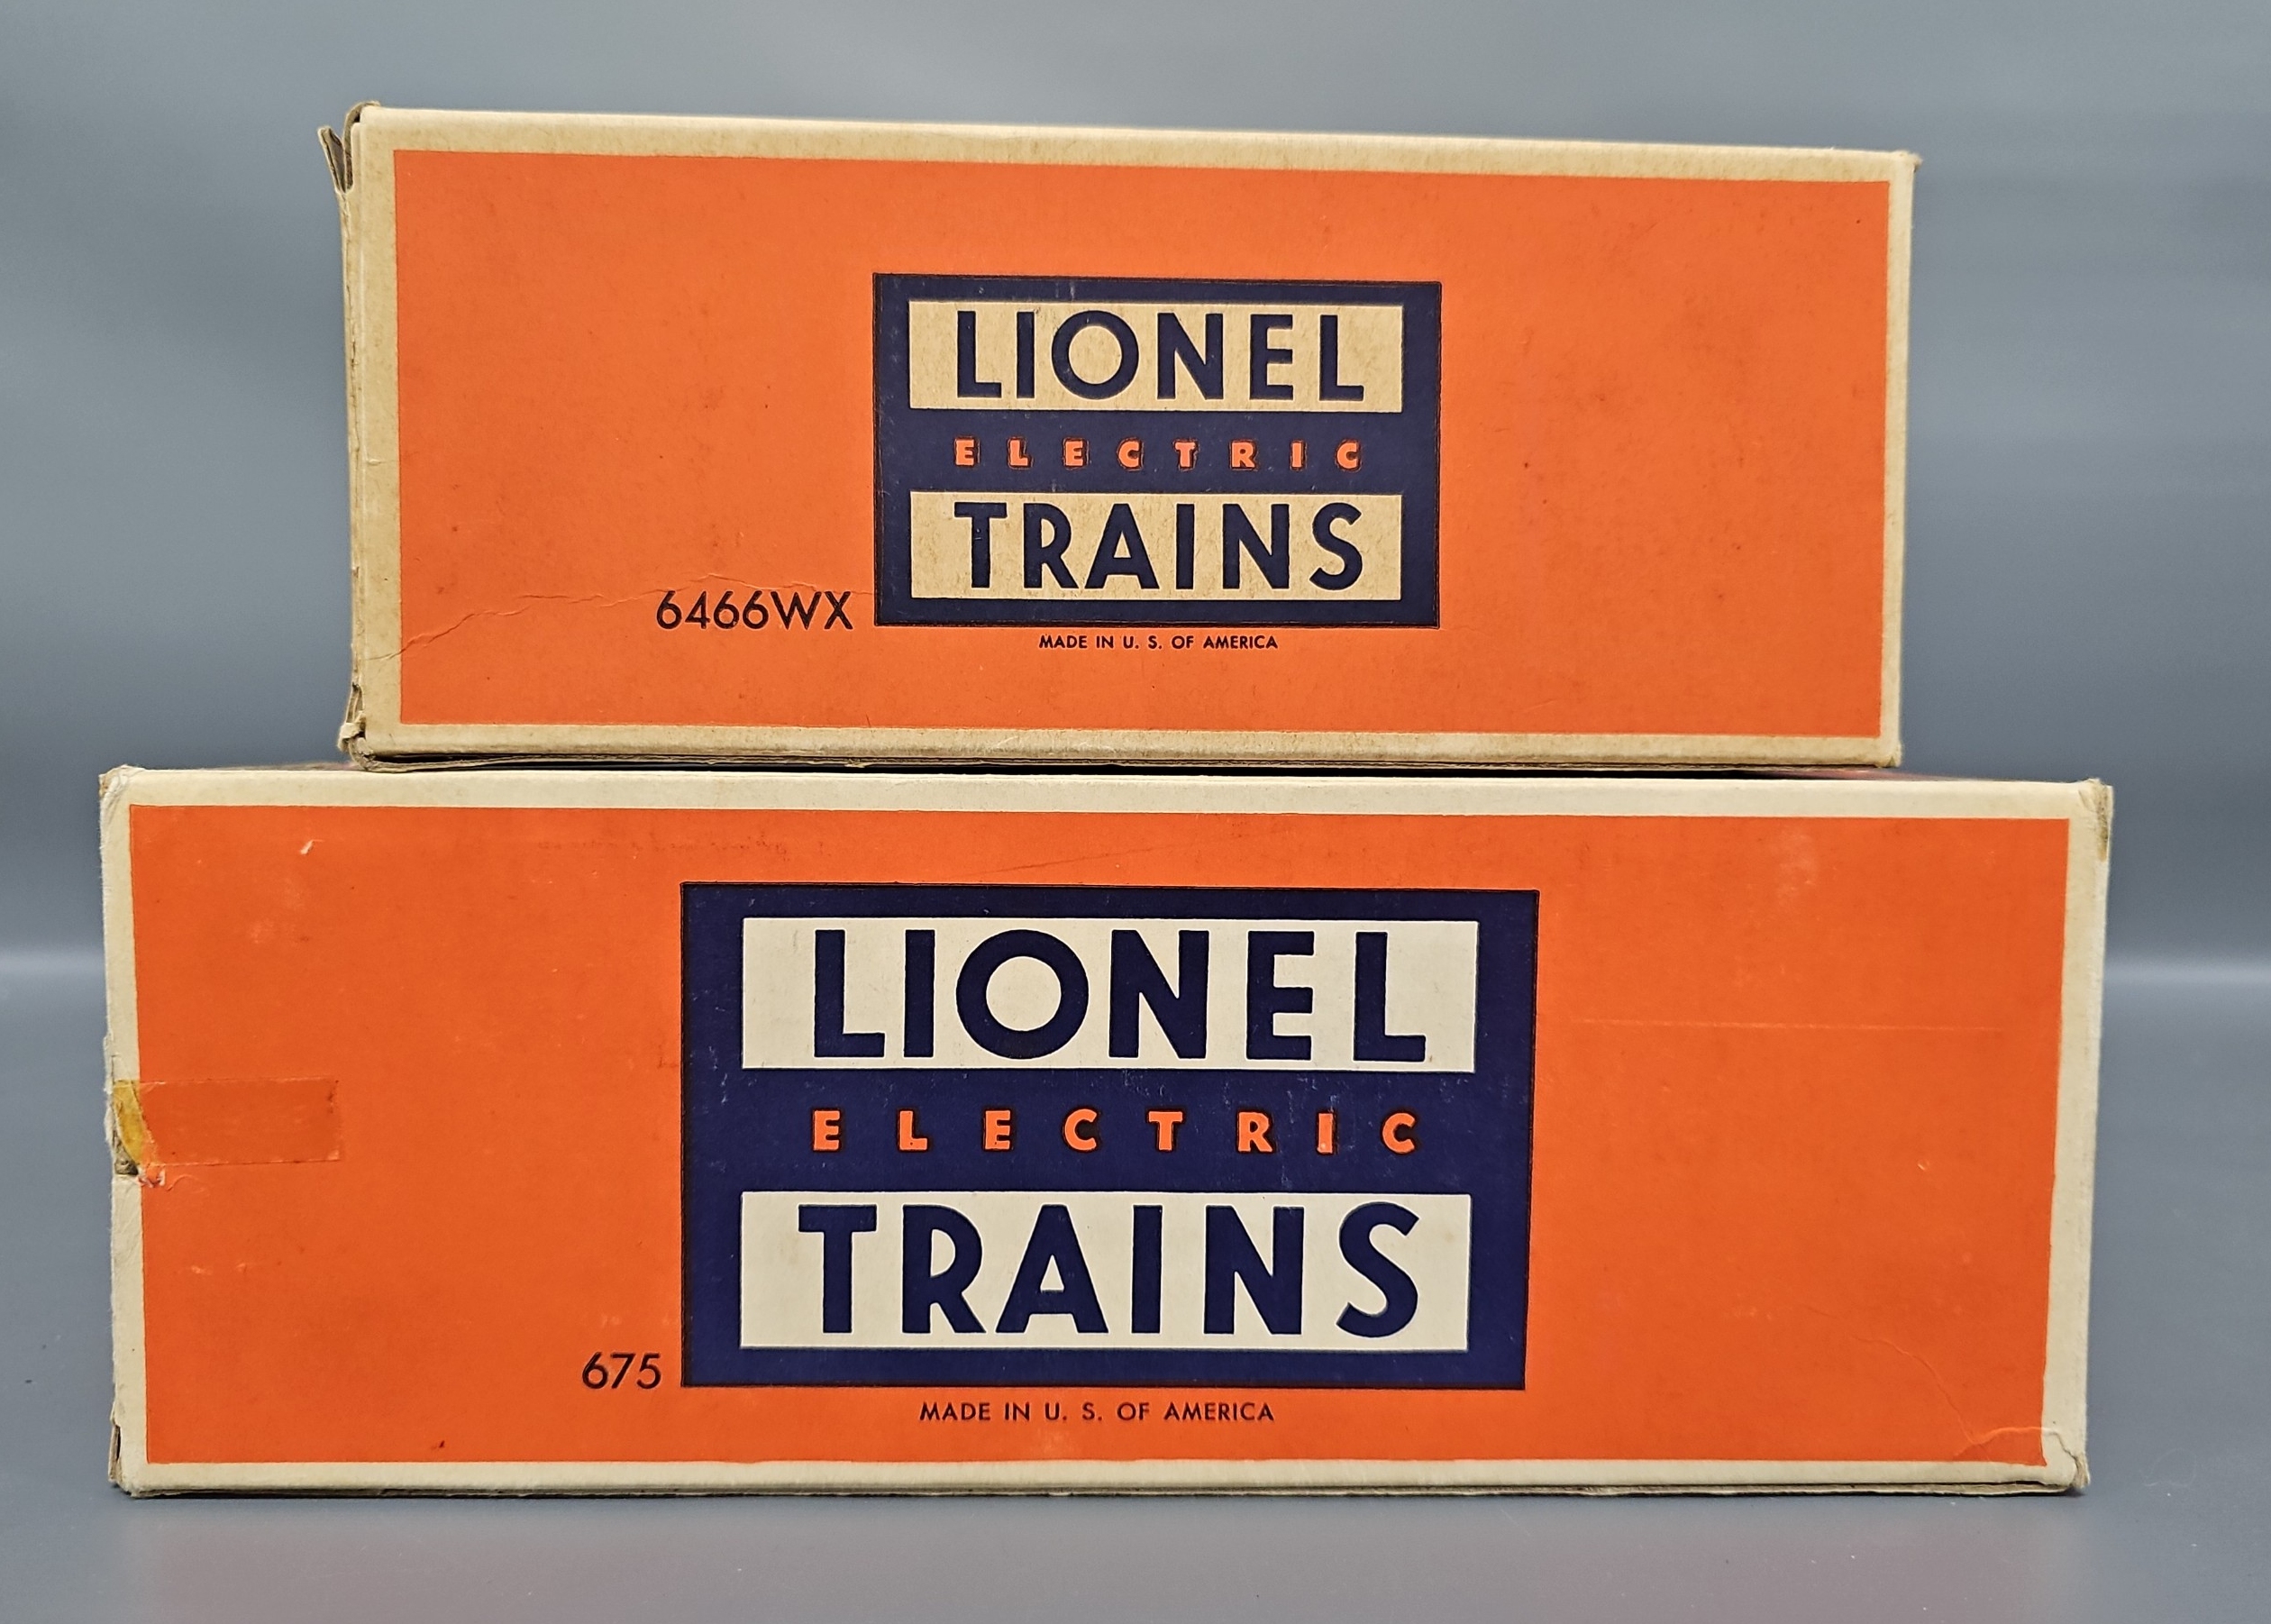 LIONEL
ELECTRIC
TRAINS
6466WX
MADE IN U. S. OF AMERICA
LIONEL
ELECTRIC
TRAINS
675
MADE IN U. S. OF AMERICA